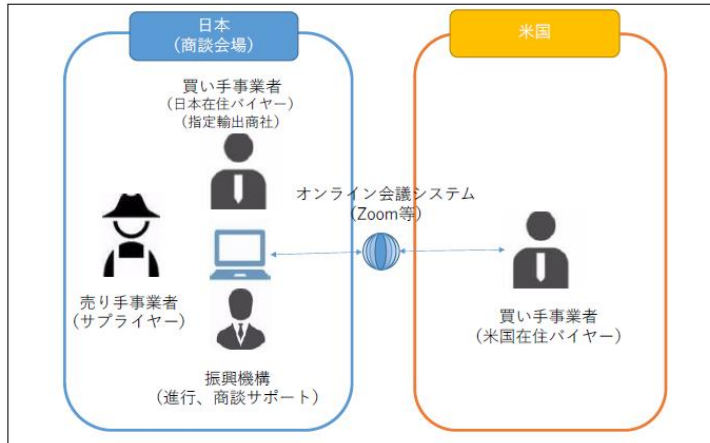 日本
（商談会場）
米国
買い手事業者
（日本在住バイヤー）
（指定輸出商社）
オンライン会議システム
（Zoom等）
売り手事業者
（サプライヤー）
買い手事業者
（米国在住バイヤー）
振興機構
（進行、商談サポート）